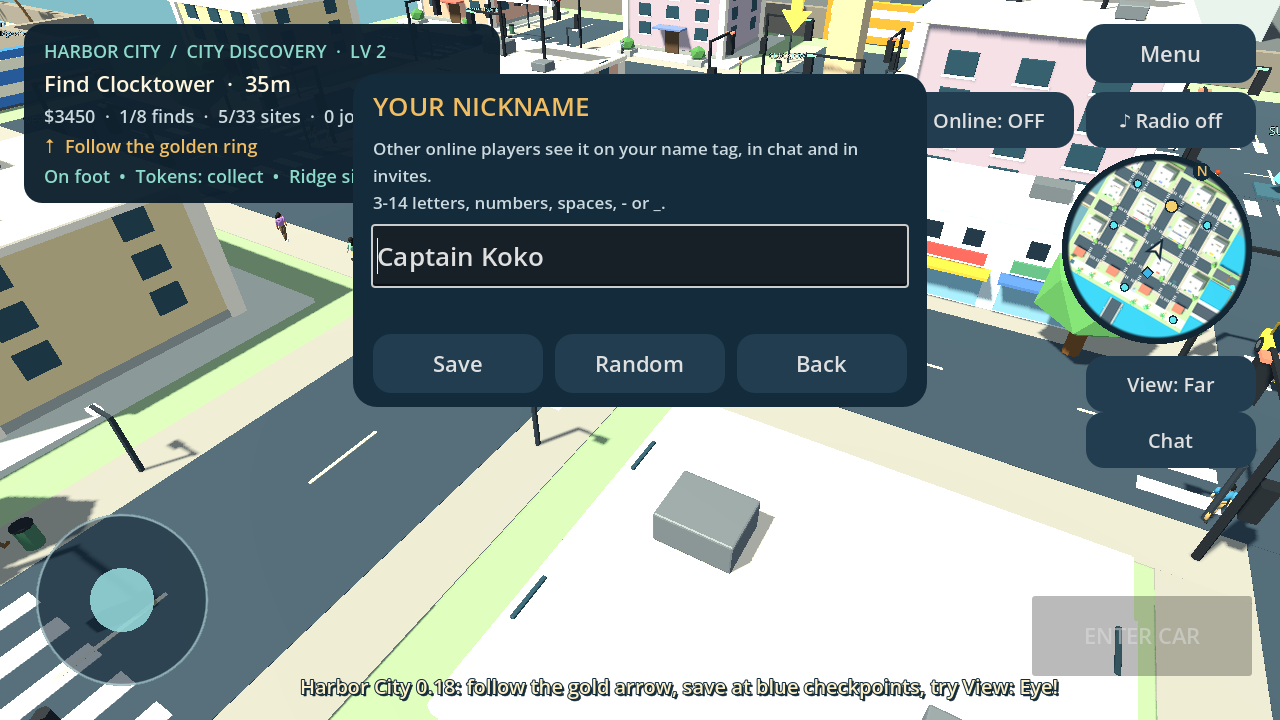 HARBOR CITY / CITY DISCOVERY · LV 2
Find Clocktower · 35m
$3450 · 1/8 finds · 5/33 sites · 0 jo
↑ Follow the golden ring
On foot • Tokens: collect • Ridge si
YOUR NICKNAME
Other online players see it on your name tag, in chat and in
invites.
3-14 letters, numbers, spaces, - or _.
Captain Koko
Save
Random
Back
Menu
Online: OFF
♪ Radio off
N
View: Far
Chat
ENTER CAR
Harbor City 0.18: follow the gold arrow, save at blue checkpoints, try View: Eye!